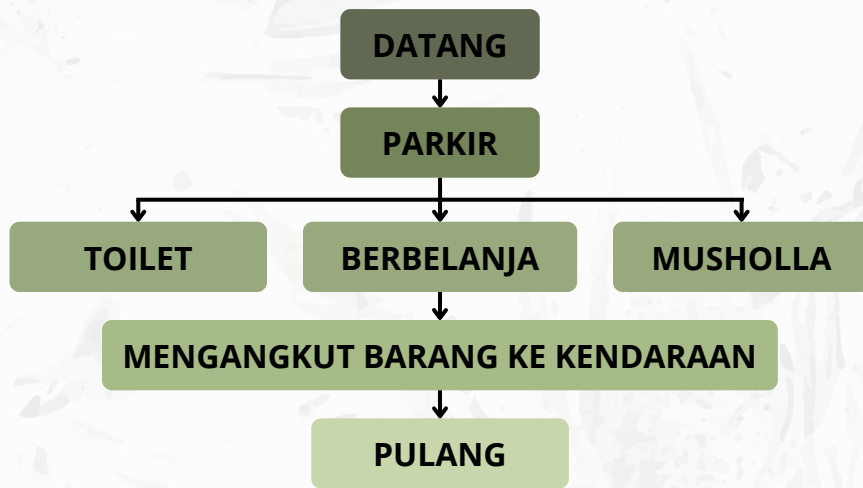 DATANG
PARKIR
TOILET
BERBELANJA
MUSHOLLA
MENGANGKUT BARANG KE KENDARAAN
PULANG